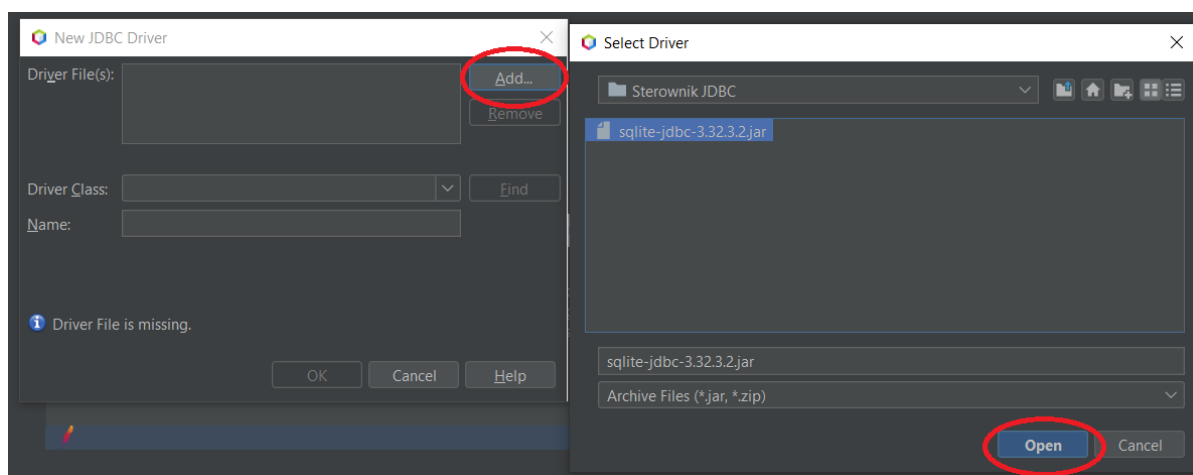 New JDBC Driver
Driver File(s):
Add...
Remove
Driver Class:
Find
Name:
Driver File is missing.
OK
Cancel
Help
Select Driver
Sterownik JDBC
sqlite-jdbc-3.32.3.2.jar
sqlite-jdbc-3.32.3.2.jar
Archive Files (*.jar, *.zip)
Open
Cancel